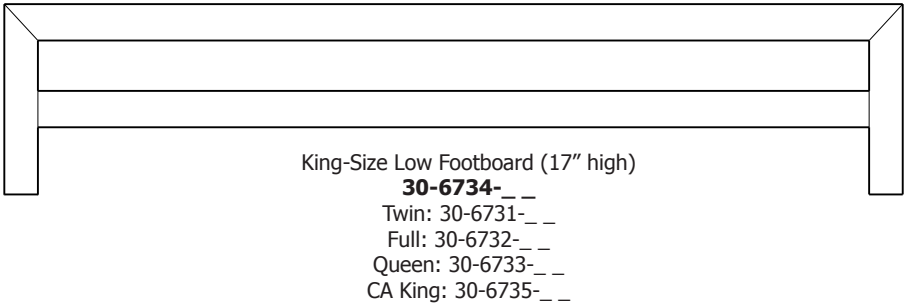 King-Size Low Footboard (17” high)
30-6734-_ _
Twin: 30-6731-_ _
Full: 30-6732-_ _
Queen: 30-6733-_ _
CA King: 30-6735-_ _